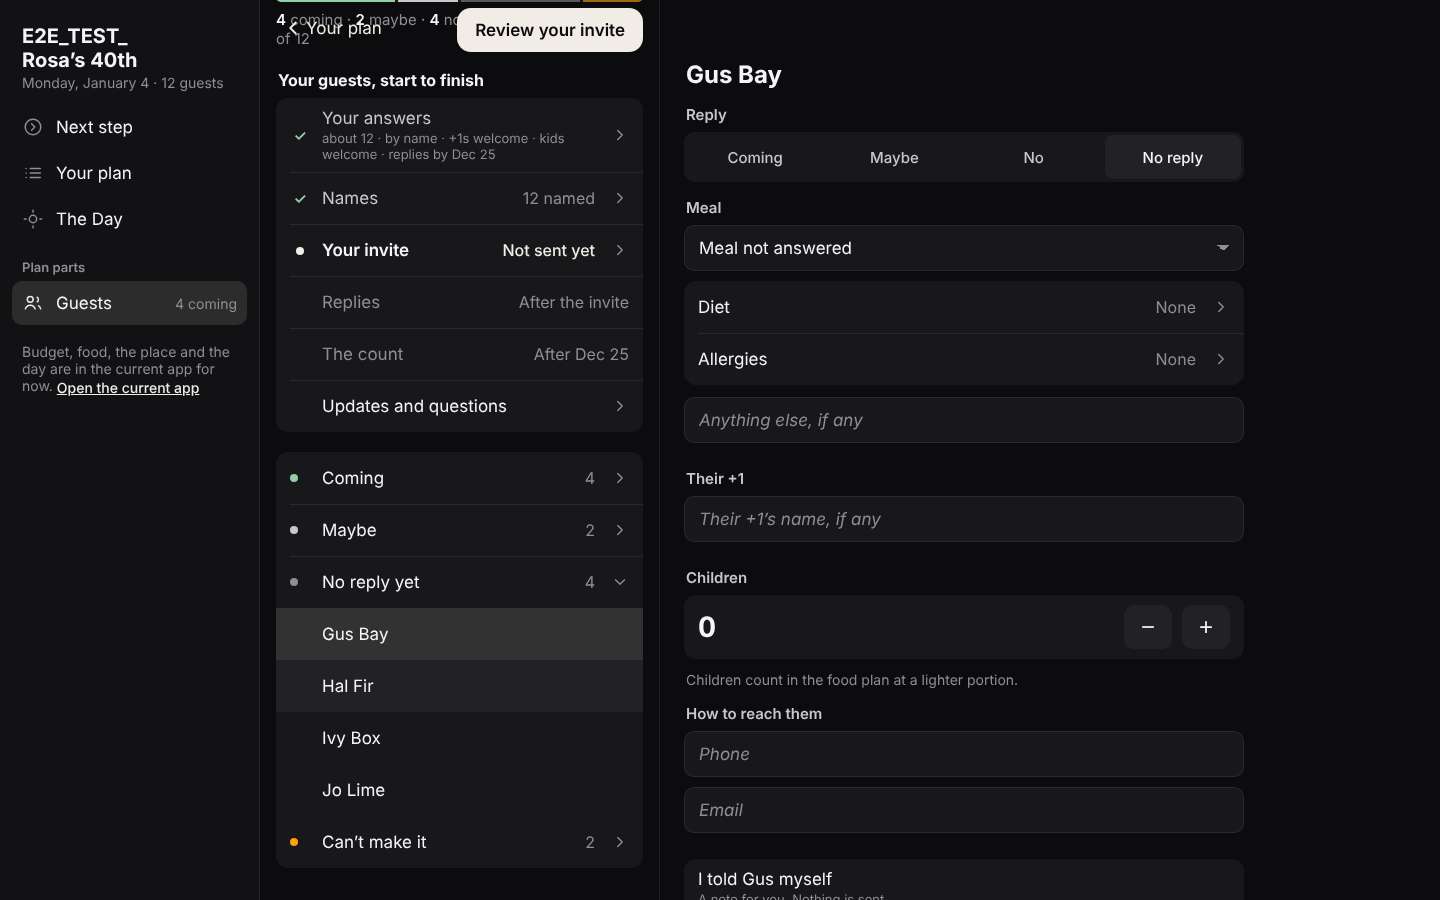 E2E_TEST_
Rosa’s 40th
Monday, January 4 · 12 guests
Next step
Your plan
The Day
Plan parts
Guests 4 coming
Budget, food, the place and the
day are in the current app for
now. Open the current app
4 coming · 2 maybe · 4
of 12
Your plan
Review your invite
Your guests, start to finish
Your answers
about 12 · by name · +1s welcome · kids
welcome · replies by Dec 25
Names 12 named
Your invite Not sent yet
Replies After the invite
The count After Dec 25
Updates and questions
Coming 4
Maybe 2
No reply yet 4
Gus Bay
Hal Fir
Ivy Box
Jo Lime
Can’t make it 2
Gus Bay
Reply
Coming Maybe No No reply
Meal
Meal not answered
Diet None
Allergies None
Anything else, if any
Their +1
Their +1’s name, if any
Children
0 − +
Children count in the food plan at a lighter portion.
How to reach them
Phone
Email
I told Gus myself
A note for you. Nothing is sent.